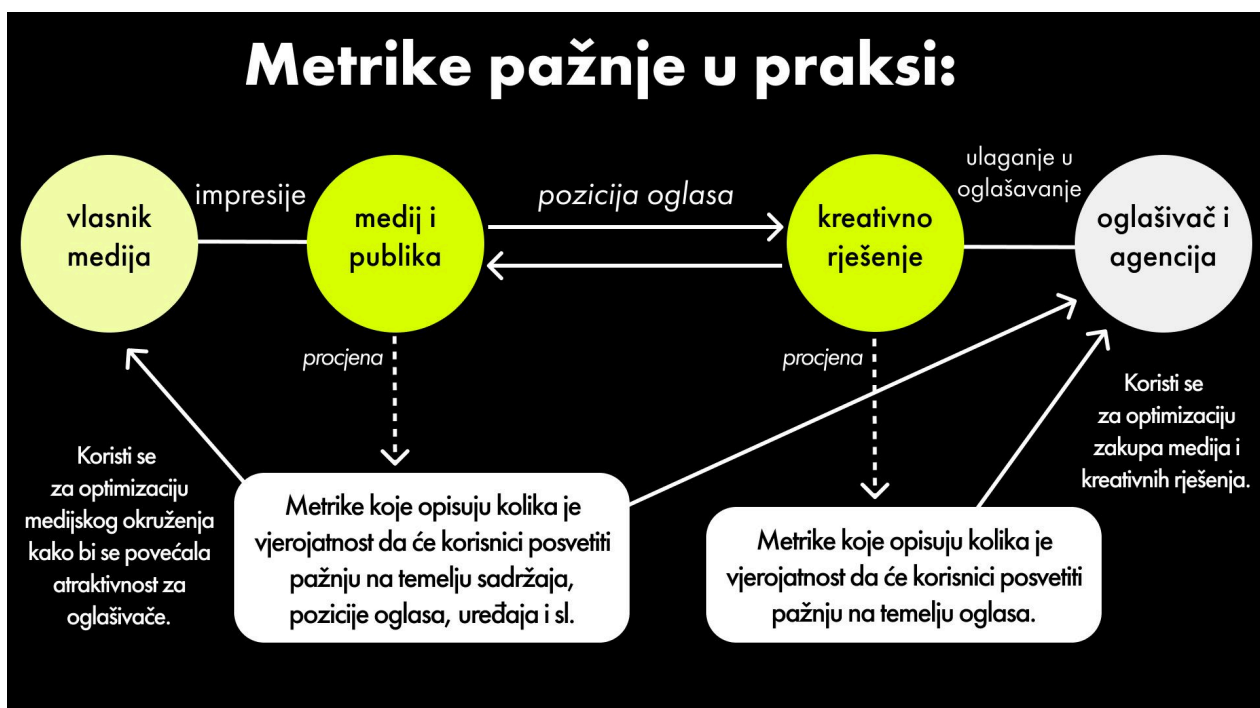 Metrike pažnje u praksi:
vlasnik
medija
impresije
medij i
publika
pozicija oglasa
kreativno
rješenje
ulaganje u
oglašavanje
oglašivač i
agencija
procjena
procjena
Koristi se
za optimizaciju
medijskog okruženja
kako bi se povećala
atraktivnost za
oglašivače.
Metrike koje opisuju kolika je
vjerojatnost da će korisnici posvetiti
pažnju na temelju sadržaja,
pozicije oglasa, uređaja i sl.
Metrike koje opisuju kolika je
vjerojatnost da će korisnici posvetiti
pažnju na temelju oglasa.
Koristi se
za optimizaciju
zakupa medija i
kreativnih rješenja.